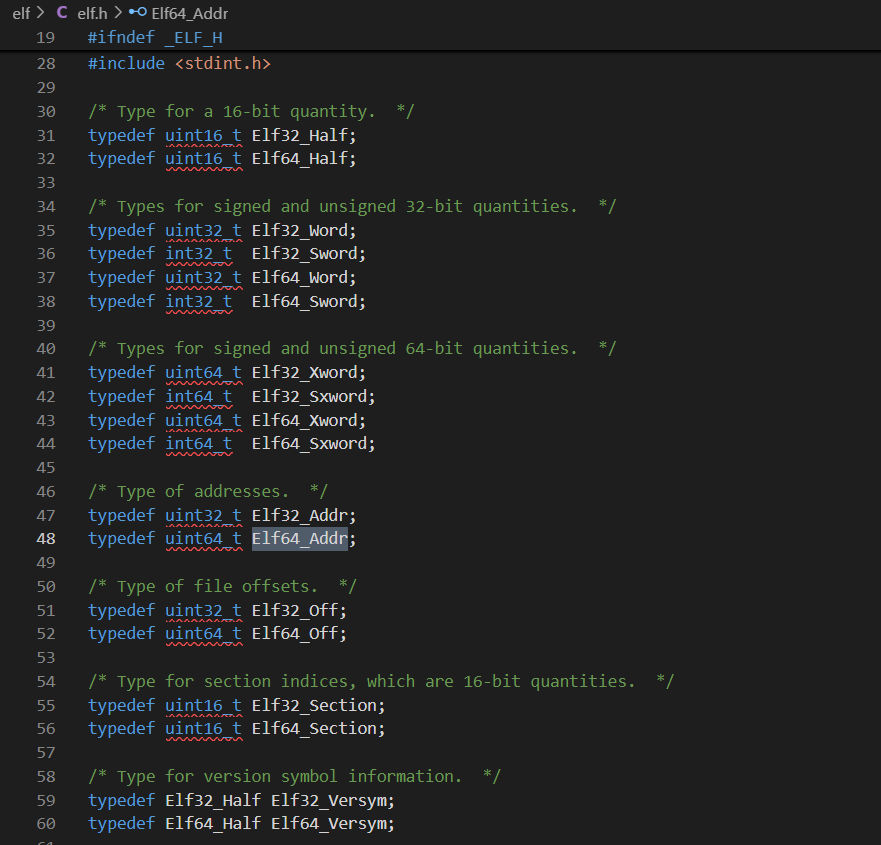 elf > C elf.h > Elf64_Addr
19 #ifndef _ELF_H
28 #include <stdint.h>
29
30 /* Type for a 16-bit quantity.  */
31 typedef uint16_t Elf32_Half;
32 typedef uint16_t Elf64_Half;
33
34 /* Types for signed and unsigned 32-bit quantities.  */
35 typedef uint32_t Elf32_Word;
36 typedef int32_t  Elf32_Sword;
37 typedef uint32_t Elf64_Word;
38 typedef int32_t  Elf64_Sword;
39
40 /* Types for signed and unsigned 64-bit quantities.  */
41 typedef uint64_t Elf32_Xword;
42 typedef int64_t  Elf32_Sxword;
43 typedef uint64_t Elf64_Xword;
44 typedef int64_t  Elf64_Sxword;
45
46 /* Type of addresses.  */
47 typedef uint32_t Elf32_Addr;
48 typedef uint64_t Elf64_Addr;
49
50 /* Type of file offsets.  */
51 typedef uint32_t Elf32_Off;
52 typedef uint64_t Elf64_Off;
53
54 /* Type for section indices, which are 16-bit quantities.  */
55 typedef uint16_t Elf32_Section;
56 typedef uint16_t Elf64_Section;
57
58 /* Type for version symbol information.  */
59 typedef Elf32_Half Elf32_Versym;
60 typedef Elf64_Half Elf64_Versym;